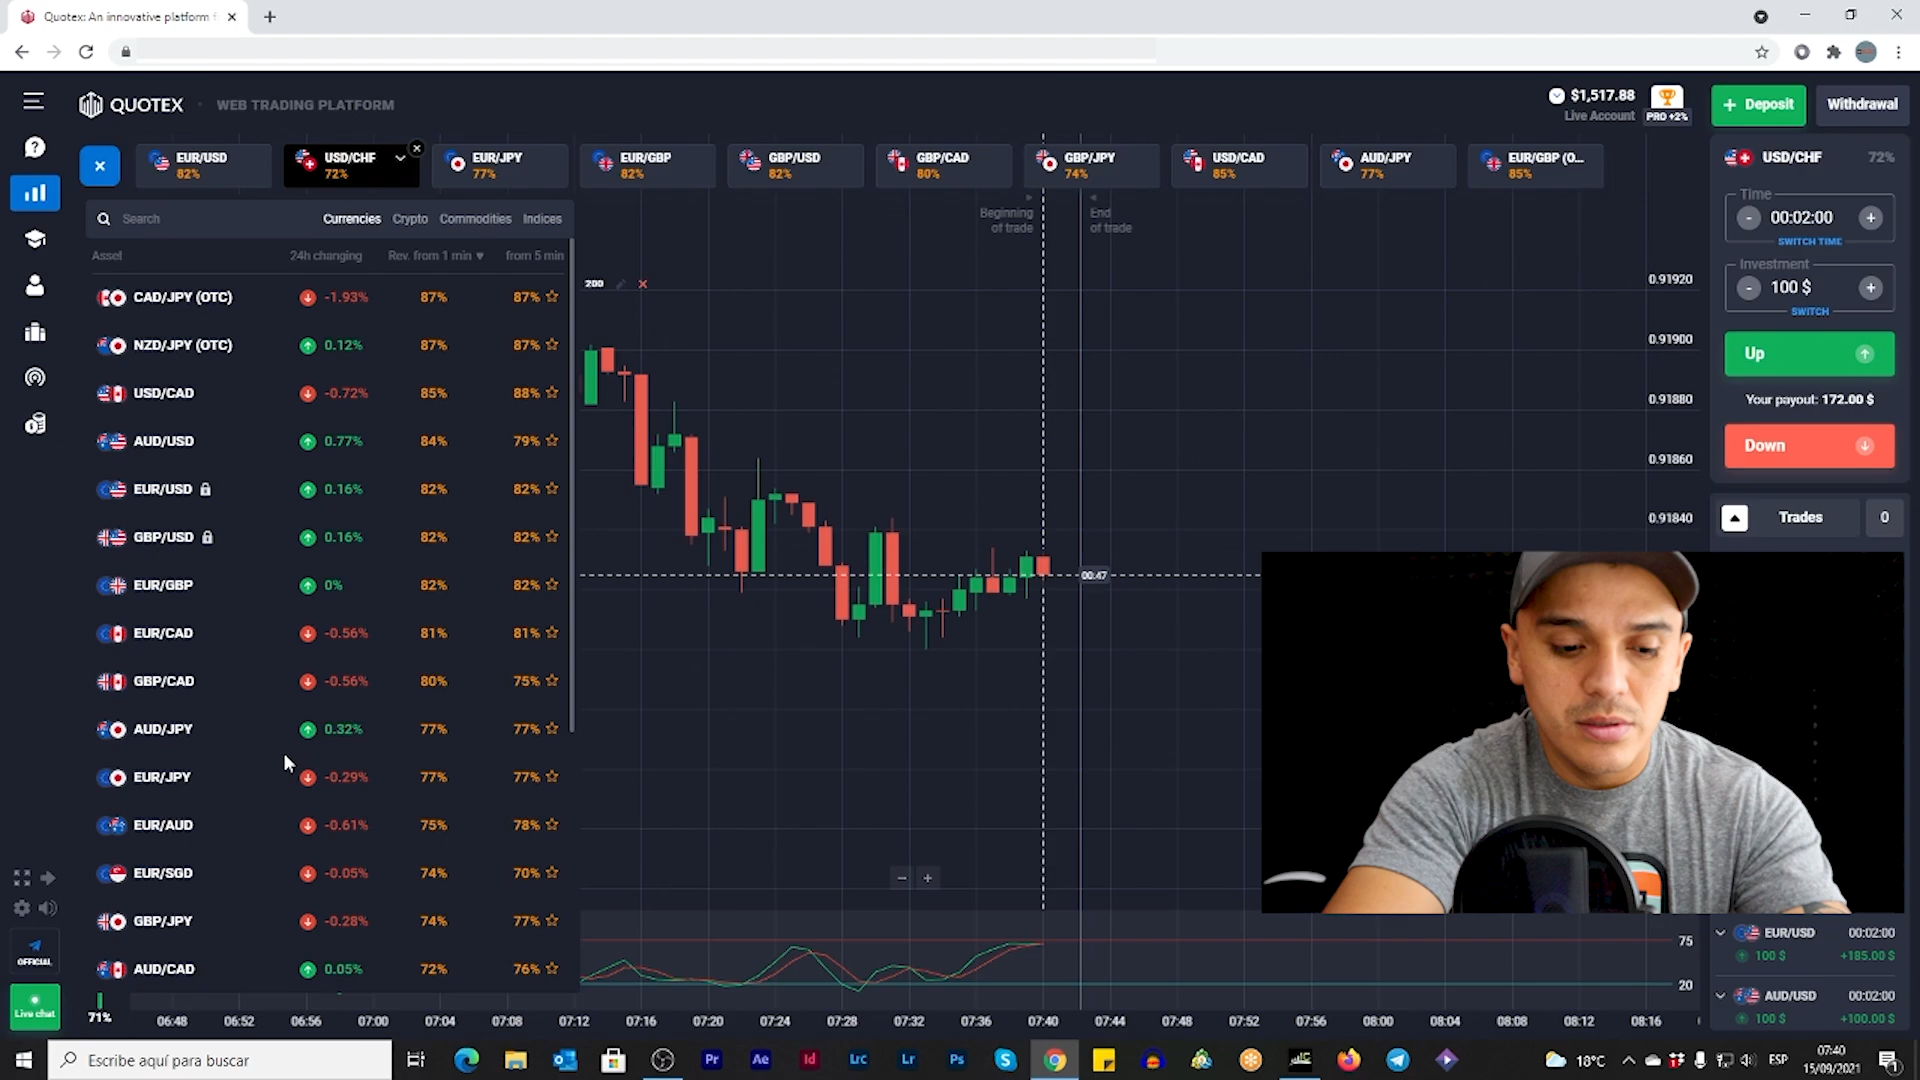 Quotex: An innovative platform f
QUOTEX · WEB TRADING PLATFORM
$1,517.88
Live Account
PRO +2%
+ Deposit
Withdrawal
EUR/USD 82%
USD/CHF 72%
EUR/JPY 77%
EUR/GBP 82%
GBP/USD 82%
GBP/CAD 80%
GBP/JPY 74%
USD/CAD 85%
AUD/JPY 77%
EUR/GBP (O... 85%
Search Currencies Crypto Commodities Indices
Asset 24h changing Rev. from 1 min ▼ from 5 min
CAD/JPY (OTC) -1.93% 87% 87%
NZD/JPY (OTC) 0.12% 87% 87%
USD/CAD -0.72% 85% 88%
AUD/USD 0.77% 84% 79%
EUR/USD 0.16% 82% 82%
GBP/USD 0.16% 82% 82%
EUR/GBP 0% 82% 82%
EUR/CAD -0.56% 81% 81%
GBP/CAD -0.56% 80% 75%
AUD/JPY 0.32% 77% 77%
EUR/JPY -0.29% 77% 77%
EUR/AUD -0.61% 75% 78%
EUR/SGD -0.05% 74% 70%
GBP/JPY -0.28% 74% 77%
AUD/CAD 0.05% 72% 76%
OFFICIAL
Live chat
71%
200
Beginning
of trade
End
of trade
00:47
0.91920
0.91900
0.91880
0.91860
0.91840
75
20
06:48 06:52 06:56 07:00 07:04 07:08 07:12 07:16 07:20 07:24 07:28 07:32 07:36 07:40 07:44 07:48 07:52 07:56 08:00 08:04 08:08 08:12 08:16
USD/CHF 72%
Time
- 00:02:00 +
SWITCH TIME
Investment
- 100 $ +
SWITCH
Up
Your payout: 172.00 $
Down
Trades 0
EUR/USD 00:02:00
100 $ +185.00 $
AUD/USD 00:02:00
100 $ +100.00 $
Escribe aquí para buscar
Pr Ae Id Lrc Lr Ps
18°C
ESP
07:40
15/09/2021
1